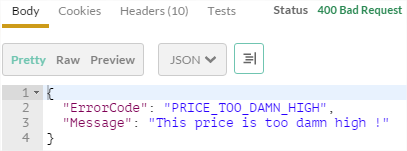 Body Cookies Headers (10) Tests Status 400 Bad Request
Pretty Raw Preview JSON
1 {
2 "ErrorCode": "PRICE_TOO_DAMN_HIGH",
3 "Message": "This price is too damn high !"
4 }